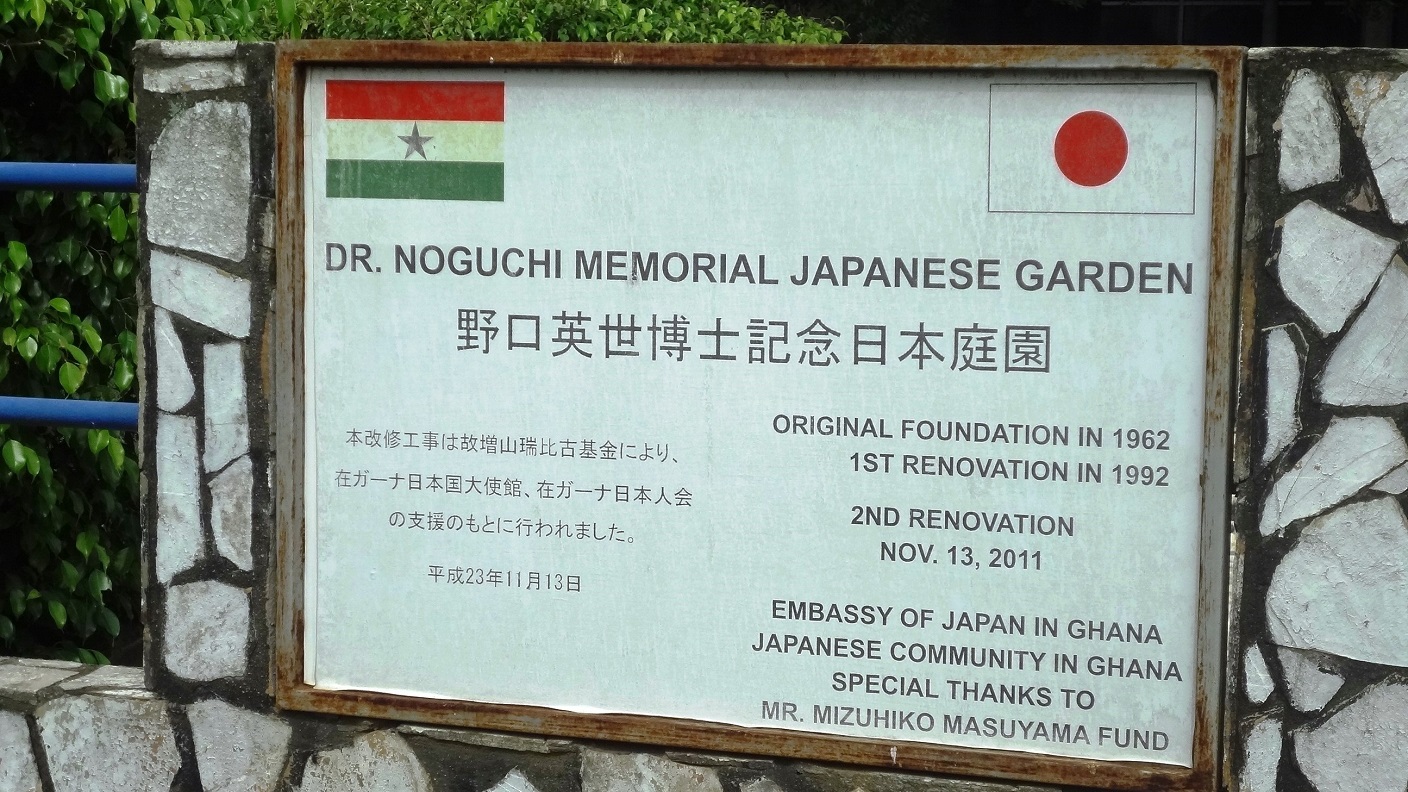 DR. NOGUCHI MEMORIAL JAPANESE GARDEN
野口英世博士記念日本庭園
本改修工事は故増山瑞比古基金により、
在ガーナ日本国大使館、在ガーナ日本人会
の支援のもとに行われました。
平成23年11月13日
ORIGINAL FOUNDATION IN 1962
1ST RENOVATION IN 1992
2ND RENOVATION
NOV. 13, 2011
EMBASSY OF JAPAN IN GHANA
JAPANESE COMMUNITY IN GHANA
SPECIAL THANKS TO
MR. MIZUHIKO MASUYAMA FUND